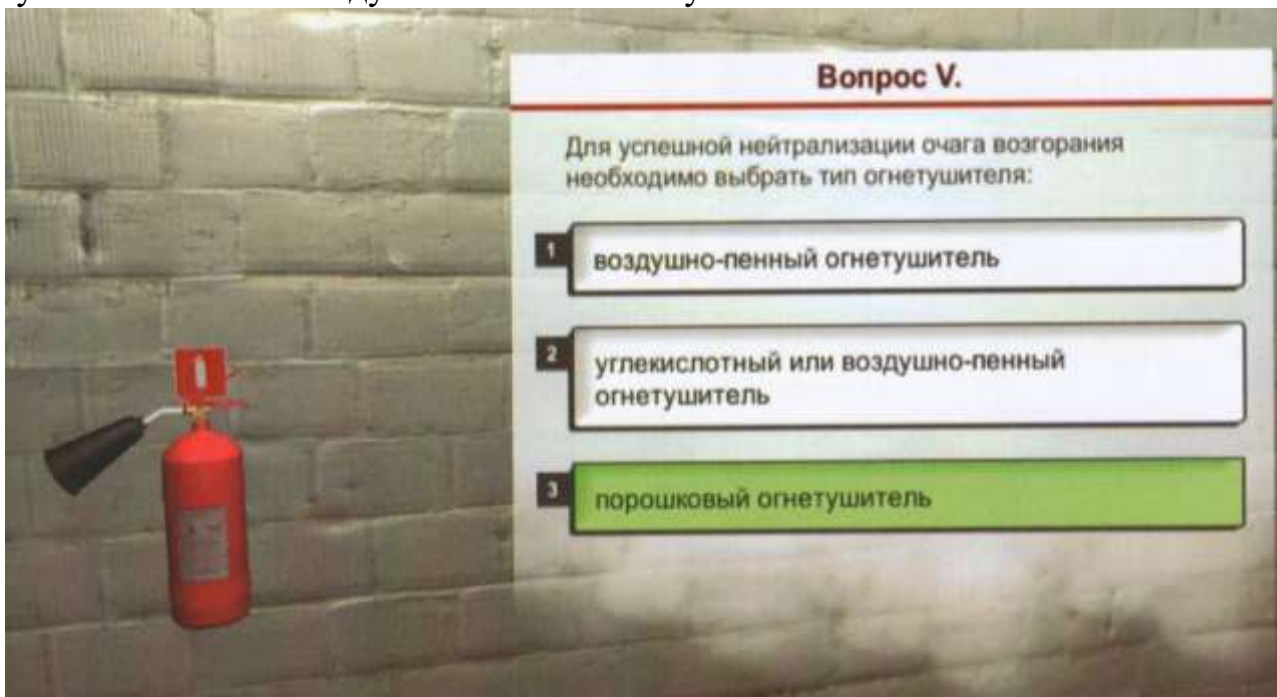 Вопрос V.
Для успешной нейтрализации очага возгорания
необходимо выбрать тип огнетушителя:
1 воздушно-пенный огнетушитель
2 углекислотный или воздушно-пенный
огнетушитель
3 порошковый огнетушитель